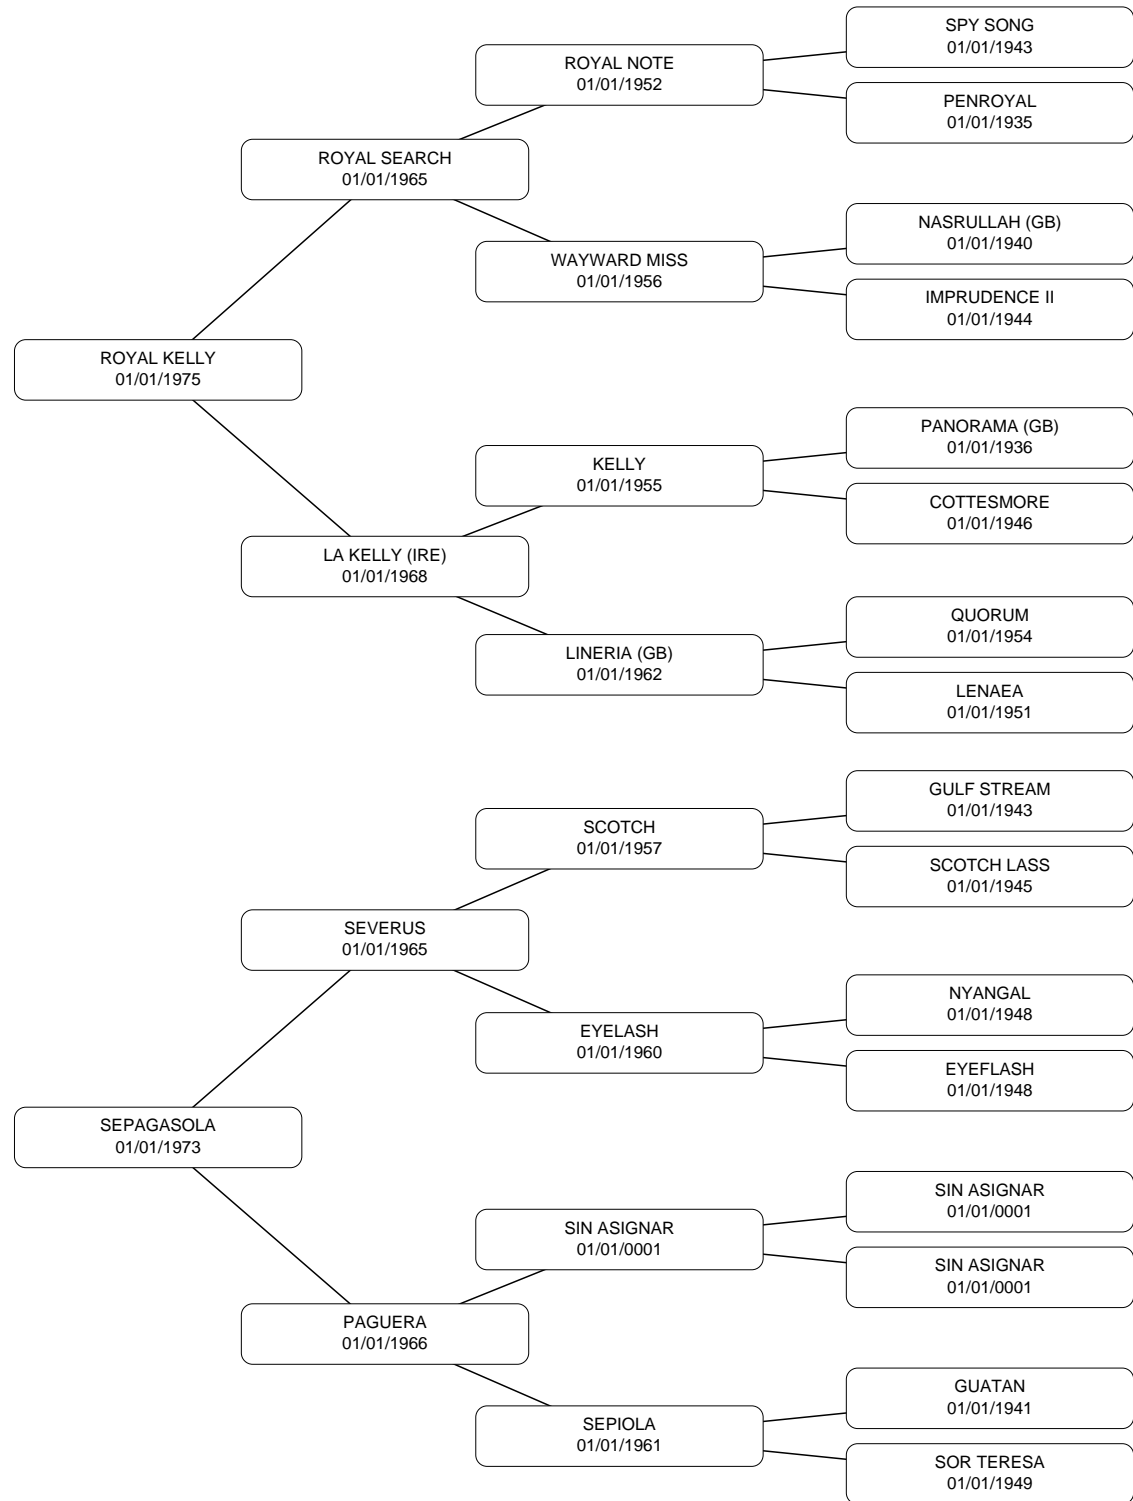 SPY SONG
01/01/1943
ROYAL NOTE
01/01/1952
PENROYAL
01/01/1935
ROYAL SEARCH
01/01/1965
NASRULLAH (GB)
01/01/1940
WAYWARD MISS
01/01/1956
IMPRUDENCE II
01/01/1944
ROYAL KELLY
01/01/1975
PANORAMA (GB)
01/01/1936
KELLY
01/01/1955
COTTESMORE
01/01/1946
LA KELLY (IRE)
01/01/1968
QUORUM
01/01/1954
LINERIA (GB)
01/01/1962
LENAEA
01/01/1951
GULF STREAM
01/01/1943
SCOTCH
01/01/1957
SCOTCH LASS
01/01/1945
SEVERUS
01/01/1965
NYANGAL
01/01/1948
EYELASH
01/01/1960
EYEFLASH
01/01/1948
SEPAGASOLA
01/01/1973
SIN ASIGNAR
01/01/0001
SIN ASIGNAR
01/01/0001
SIN ASIGNAR
01/01/0001
PAGUERA
01/01/1966
GUATAN
01/01/1941
SEPIOLA
01/01/1961
SOR TERESA
01/01/1949